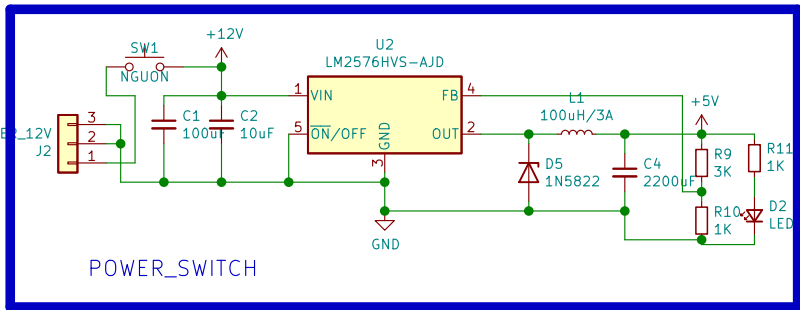 +12V
SW1
NGUON
U2
LM2576HVS-AJD
1
VIN
FB
4
+5V
L1
100uH/3A
3
2
1
ER_12V
J2
C1
100uF
C2
10uF
5
ON/OFF
GND
OUT
2
3
D5
1N5822
C4
2200uF
R9
3K
R11
1K
R10
1K
D2
LED
GND
POWER_SWITCH